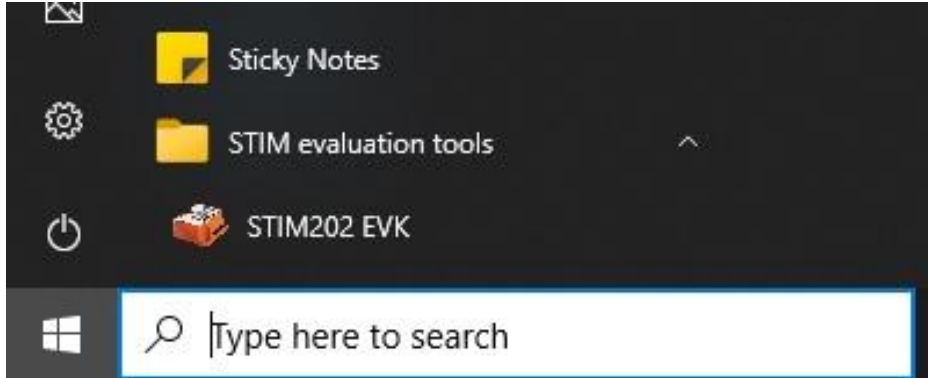 Sticky Notes
STIM evaluation tools
STIM202 EVK
Type here to search